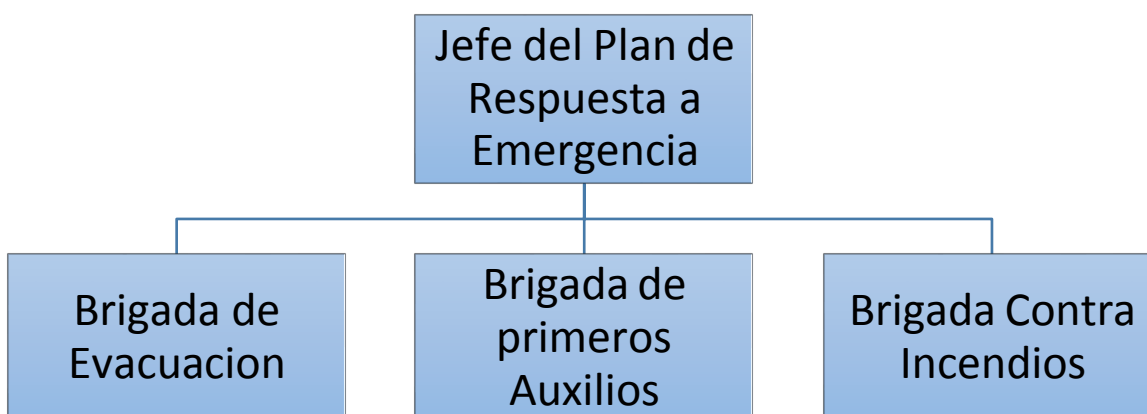 Jefe del Plan de
Respuesta a
Emergencia
Brigada de
Evacuacion
Brigada de
primeros
Auxilios
Brigada Contra
Incendios